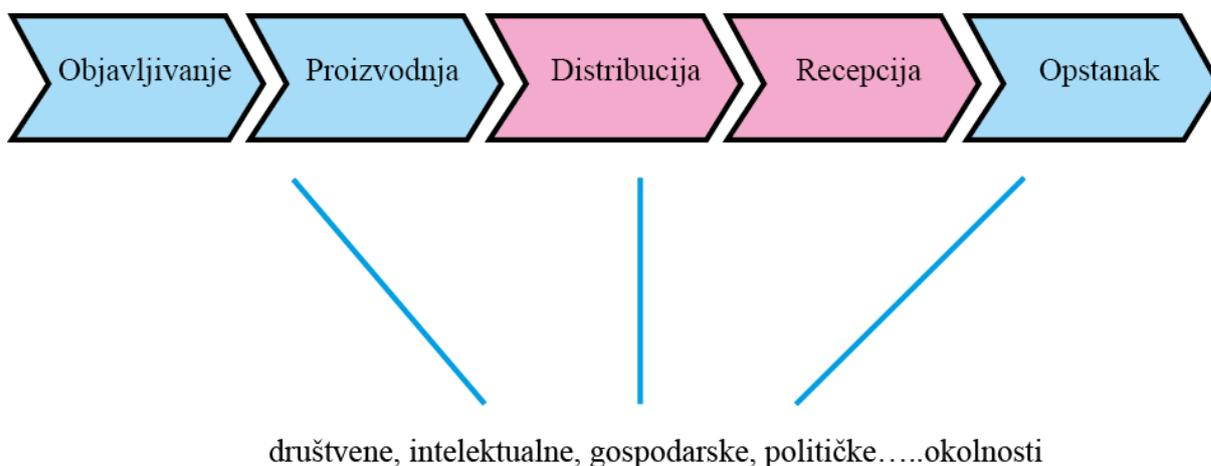 Objavljivanje Proizvodnja Distribucija Recepcija Opstanak
društvene, intelektualne, gospodarske, političke…..okolnosti